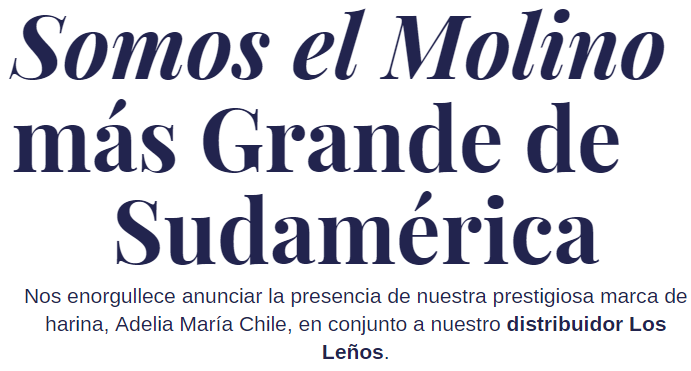 Somos el Molino
más Grande de
Sudamérica
Nos enorgullece anunciar la presencia de nuestra prestigiosa marca de
harina, Adelia María Chile, en conjunto a nuestro distribuidor Los
Leños.